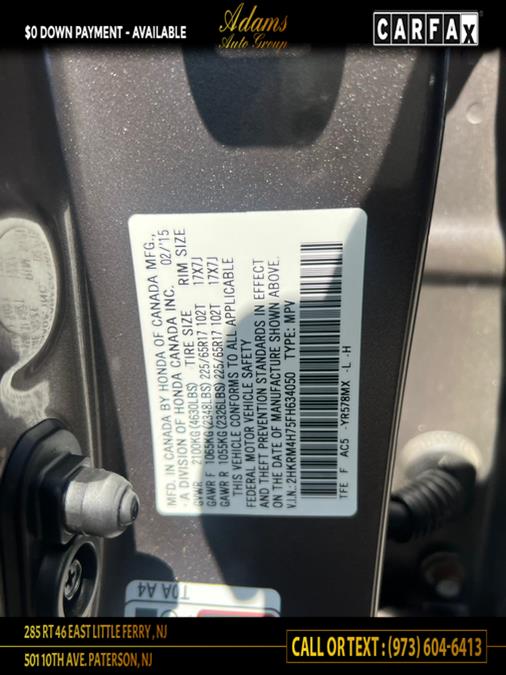 $0 DOWN PAYMENT - AVAILABLE
Adams
Auto Group
CARFAX
MFD. IN CANADA BY HONDA OF CANADA MFG.,
A DIVISION OF HONDA CANADA INC. 02/'15
TIRE SIZE RIM SIZE
GVWR 2100KG(4630LBS)
GAWR F 1065KG(2348LBS) 225/65R17 102T 17X7J
GAWR R 1055KG(2326LBS) 225/65R17 102T 17X7J
THIS VEHICLE CONFORMS TO ALL APPLICABLE
FEDERAL MOTOR VEHICLE SAFETY
AND THEFT PREVENTION STANDARDS IN EFFECT
ON THE DATE OF MANUFACTURE SHOWN ABOVE.
V.I.N.: 2HKRM4H75FH634050 TYPE: MPV
TFE F AC5 -YR578MX -L -H
TOA A4
285 RT 46 EAST LITTLE FERRY , NJ
501 10TH AVE. PATERSON, NJ
CALL OR TEXT : (973) 604-6413